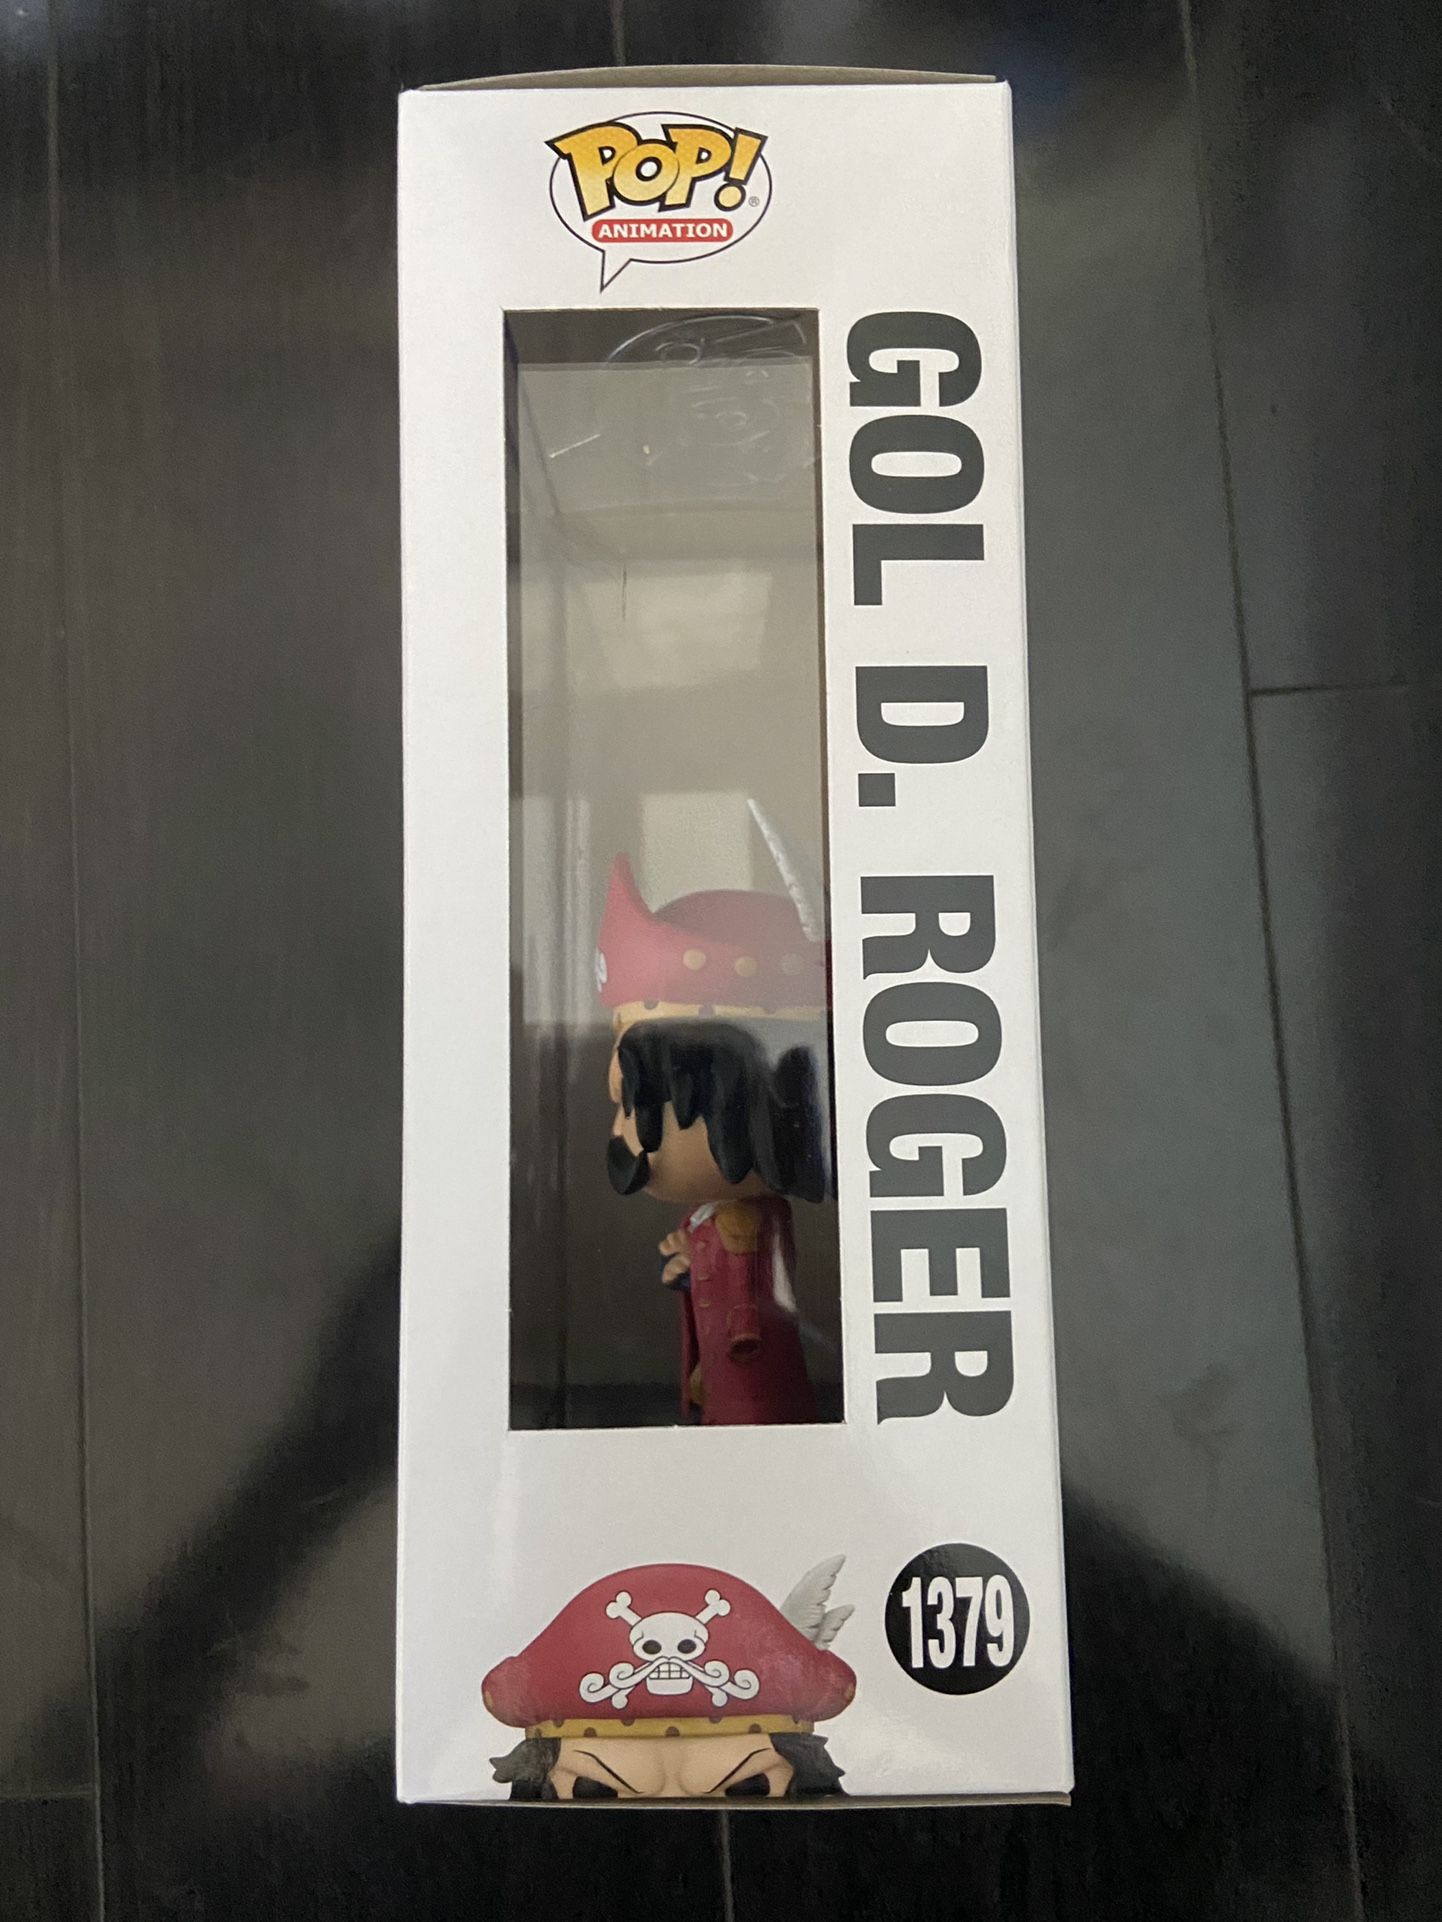 POP!®
ANIMATION
GOL D. ROGER
1379